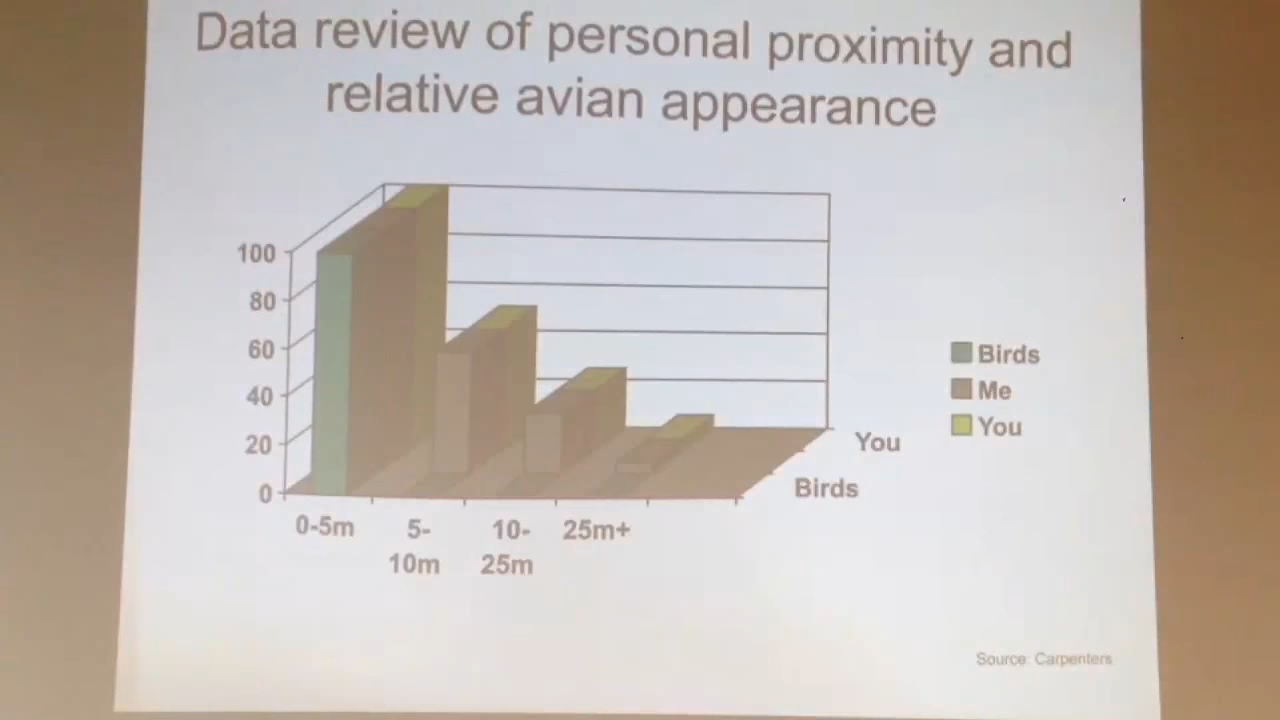 Data review of personal proximity and
relative avian appearance
100
80
60
40
20
0
0-5m
5-
10m
10-
25m
25m+
You
Birds
Birds
Me
You
Source: Carpenters